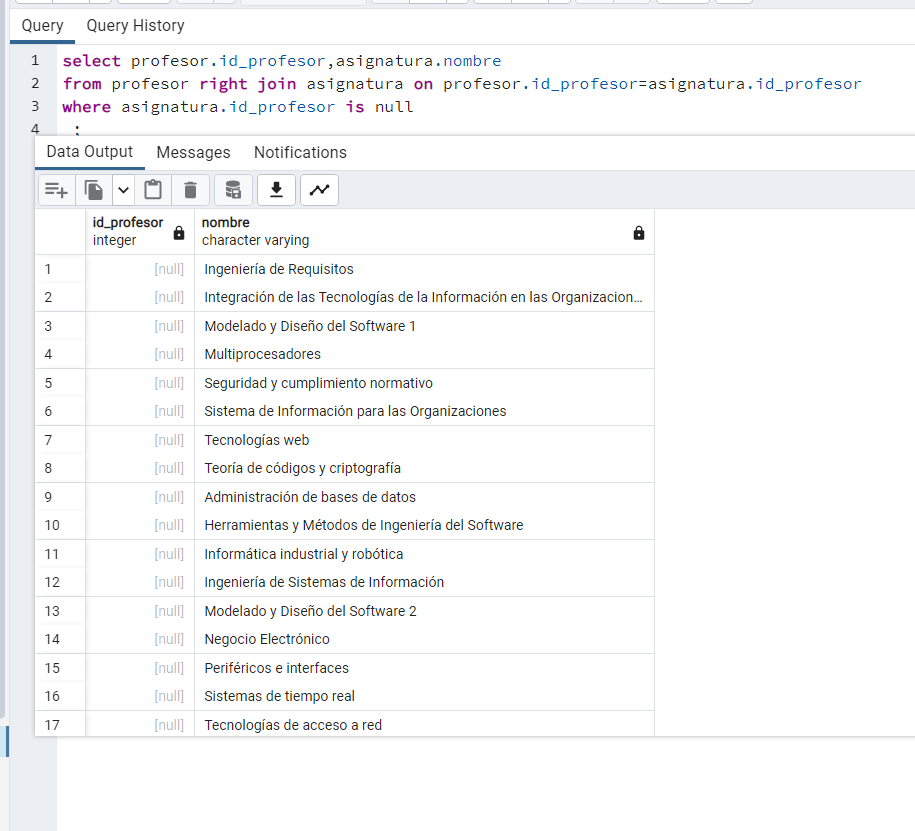 Query Query History
1 select profesor.id_profesor,asignatura.nombre
2 from profesor right join asignatura on profesor.id_profesor=asignatura.id_profesor
3 where asignatura.id_profesor is null
4 ;
Data Output Messages Notifications
id_profesor nombre
integer character varying
1 [null] Ingeniería de Requisitos
2 [null] Integración de las Tecnologías de la Información en las Organizacion...
3 [null] Modelado y Diseño del Software 1
4 [null] Multiprocesadores
5 [null] Seguridad y cumplimiento normativo
6 [null] Sistema de Información para las Organizaciones
7 [null] Tecnologías web
8 [null] Teoría de códigos y criptografía
9 [null] Administración de bases de datos
10 [null] Herramientas y Métodos de Ingeniería del Software
11 [null] Informática industrial y robótica
12 [null] Ingeniería de Sistemas de Información
13 [null] Modelado y Diseño del Software 2
14 [null] Negocio Electrónico
15 [null] Periféricos e interfaces
16 [null] Sistemas de tiempo real
17 [null] Tecnologías de acceso a red